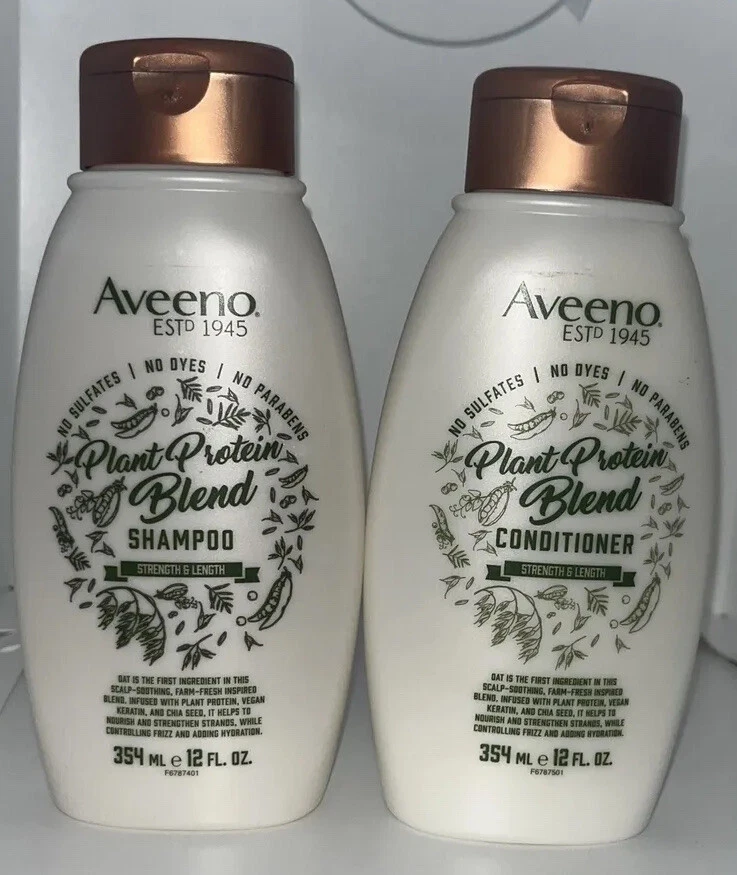 Aveeno®
ESTD 1945
NO SULFATES | NO DYES | NO PARABENS
Plant Protein
Blend
SHAMPOO
STRENGTH & LENGTH
OAT IS THE FIRST INGREDIENT IN THIS
SCALP-SOOTHING, FARM-FRESH INSPIRED
BLEND. INFUSED WITH PLANT PROTEIN, VEGAN
KERATIN, AND CHIA SEED, IT HELPS TO
NOURISH AND STRENGTHEN STRANDS, WHILE
CONTROLLING FRIZZ AND ADDING HYDRATION.
354 ML e 12 FL. OZ.
F6787401
Aveeno®
ESTD 1945
NO SULFATES | NO DYES | NO PARABENS
Plant Protein
Blend
CONDITIONER
STRENGTH & LENGTH
OAT IS THE FIRST INGREDIENT IN THIS
SCALP-SOOTHING, FARM-FRESH INSPIRED
BLEND. INFUSED WITH PLANT PROTEIN, VEGAN
KERATIN, AND CHIA SEED, IT HELPS TO
NOURISH AND STRENGTHEN STRANDS, WHILE
CONTROLLING FRIZZ AND ADDING HYDRATION.
354 ML e 12 FL. OZ.
F6787501